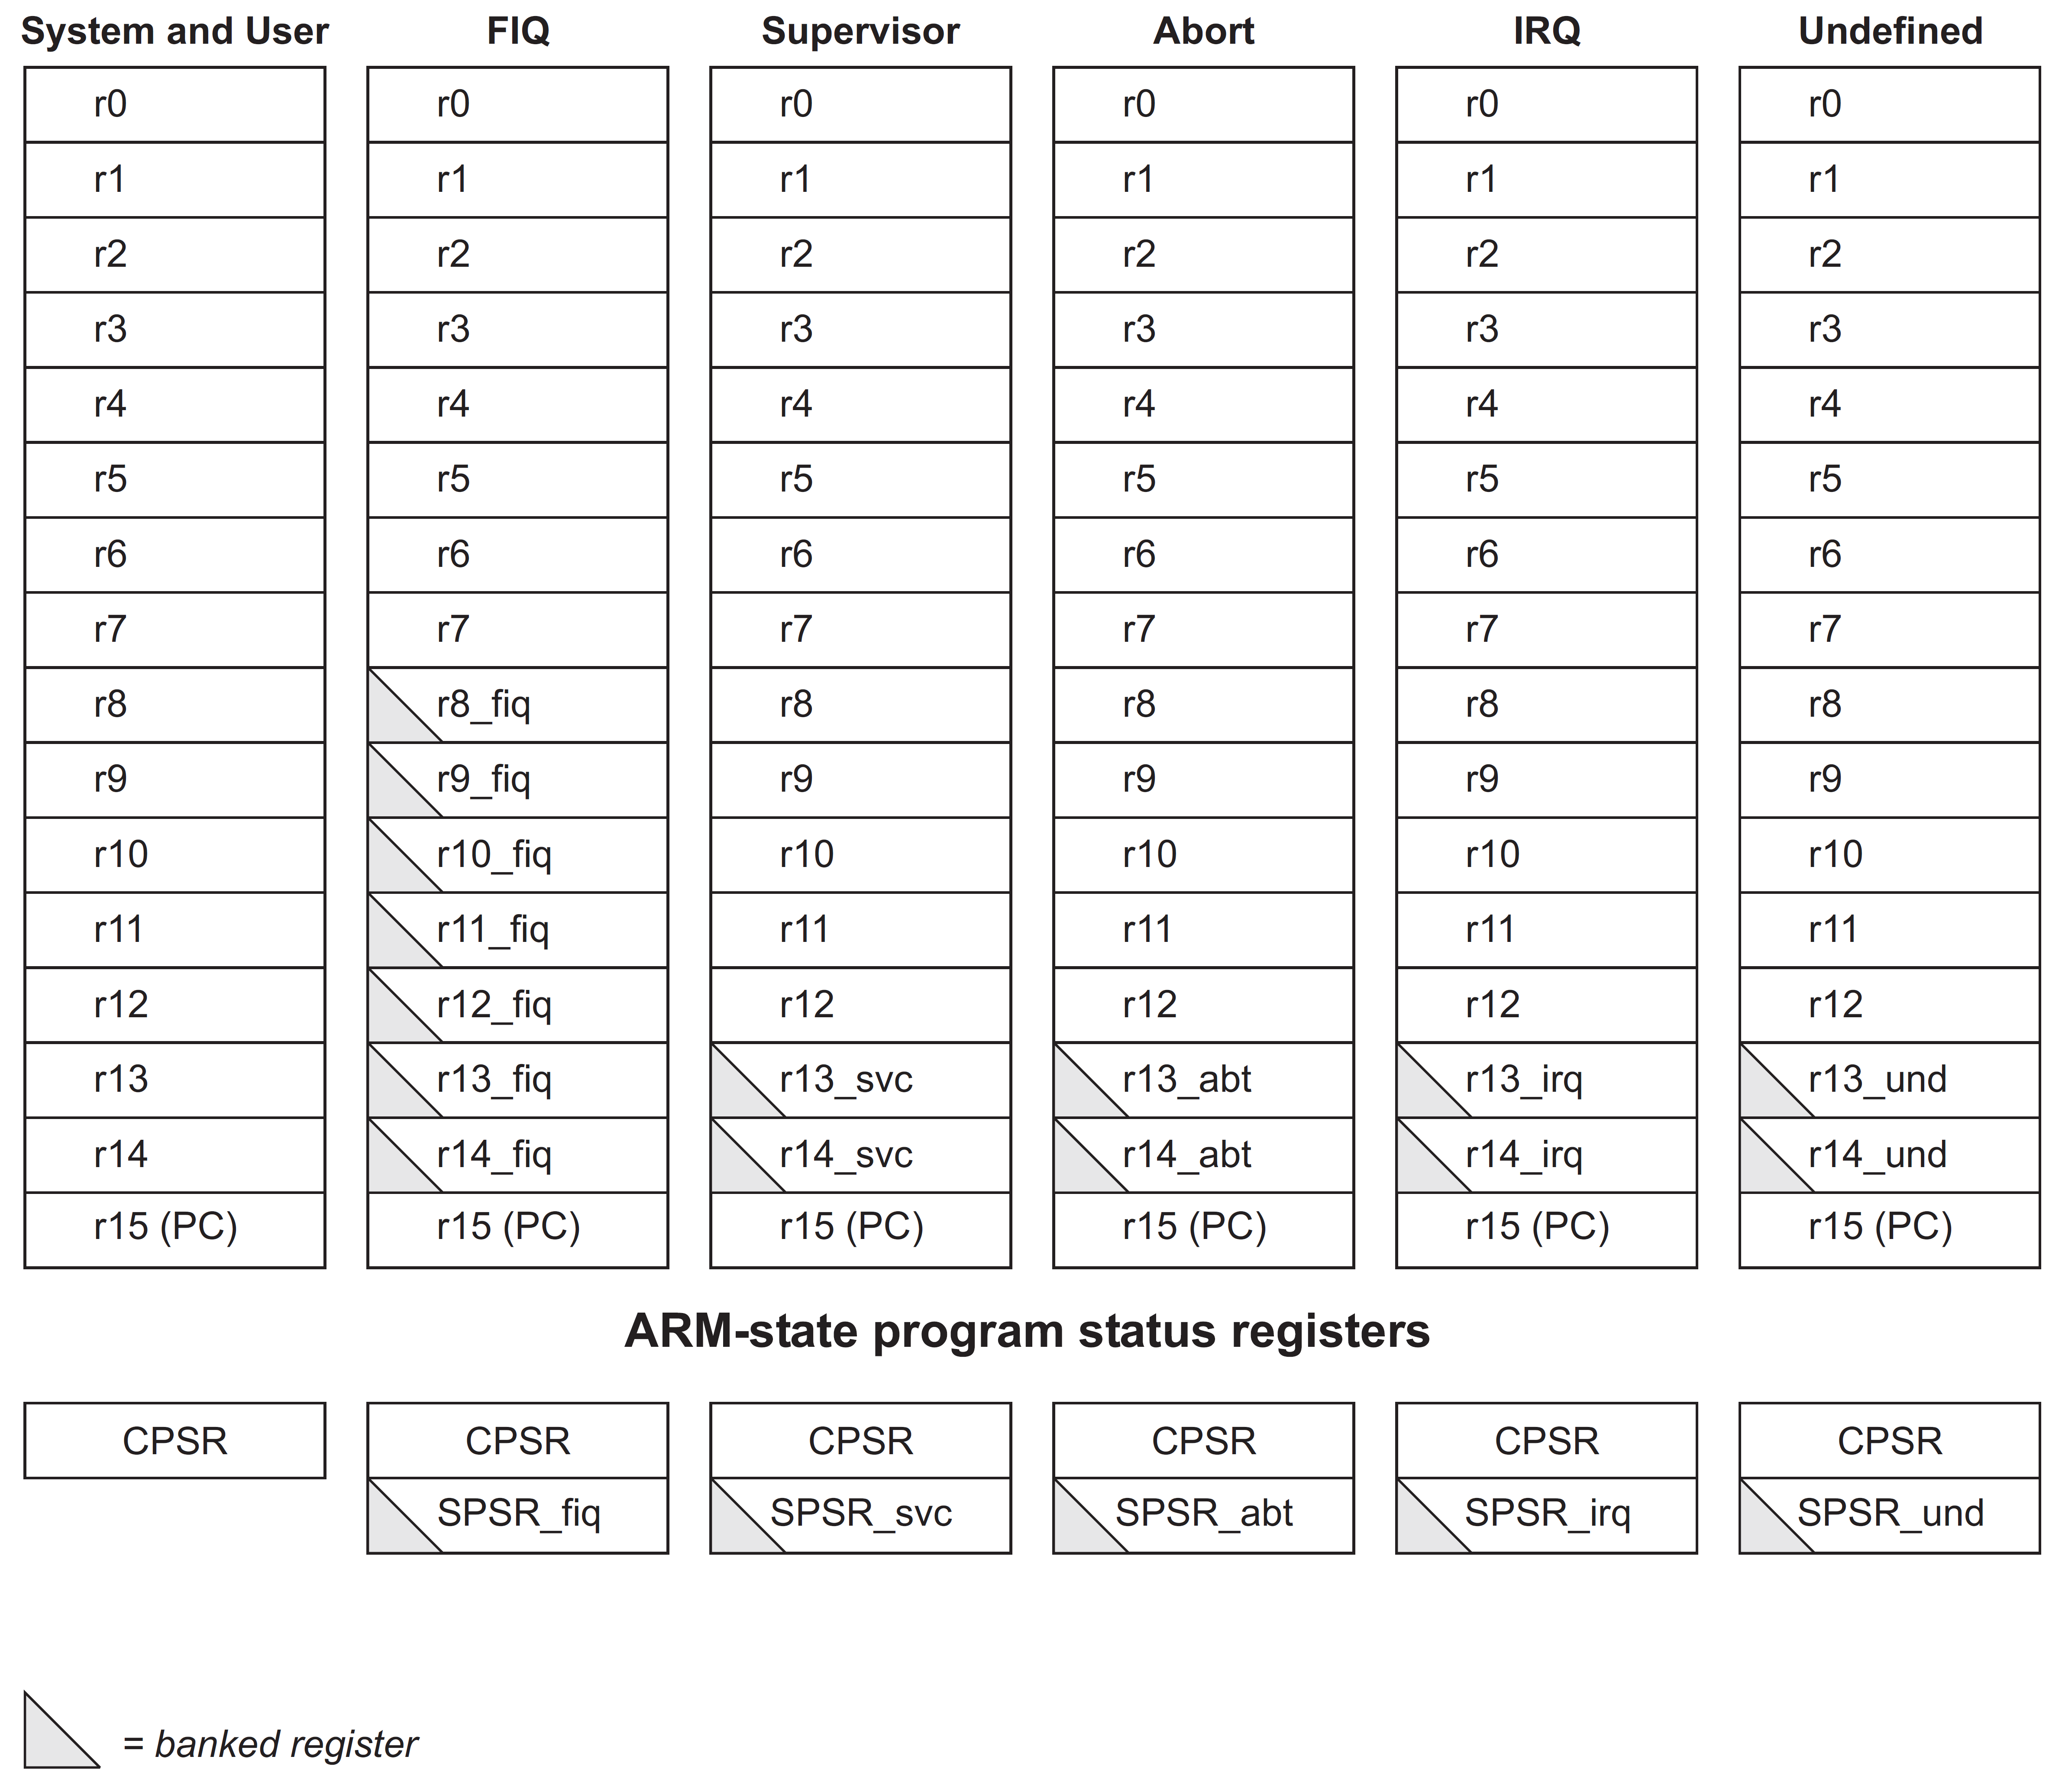 System and User FIQ Supervisor Abort IRQ Undefined
r0 r0 r0 r0 r0 r0
r1 r1 r1 r1 r1 r1
r2 r2 r2 r2 r2 r2
r3 r3 r3 r3 r3 r3
r4 r4 r4 r4 r4 r4
r5 r5 r5 r5 r5 r5
r6 r6 r6 r6 r6 r6
r7 r7 r7 r7 r7 r7
r8 r8_fiq r8 r8 r8 r8
r9 r9_fiq r9 r9 r9 r9
r10 r10_fiq r10 r10 r10 r10
r11 r11_fiq r11 r11 r11 r11
r12 r12_fiq r12 r12 r12 r12
r13 r13_fiq r13_svc r13_abt r13_irq r13_und
r14 r14_fiq r14_svc r14_abt r14_irq r14_und
r15 (PC) r15 (PC) r15 (PC) r15 (PC) r15 (PC) r15 (PC)
ARM-state program status registers
CPSR CPSR CPSR CPSR CPSR CPSR
SPSR_fiq SPSR_svc SPSR_abt SPSR_irq SPSR_und
= banked register